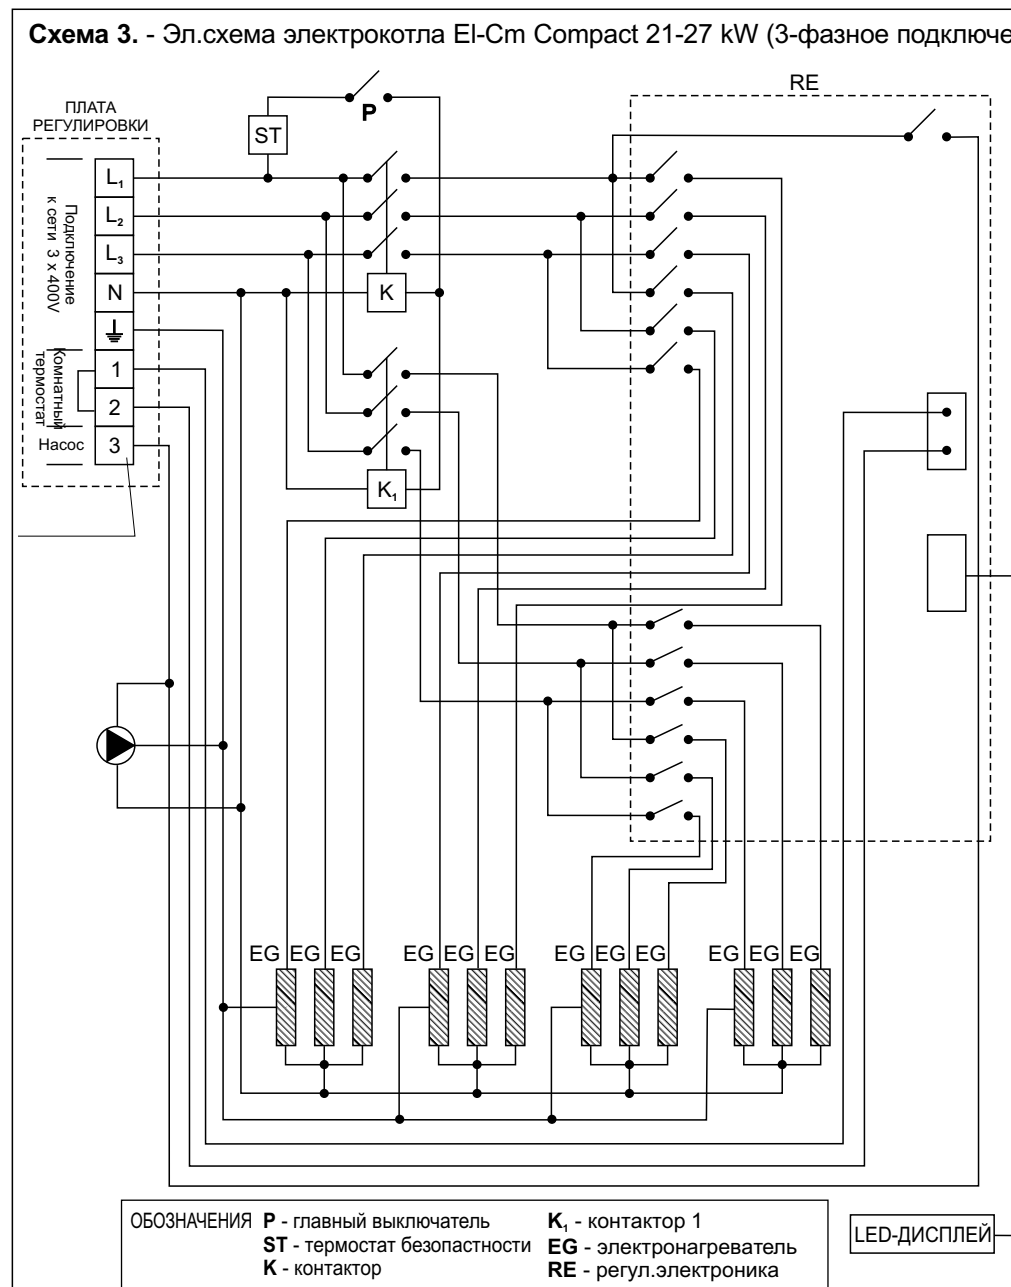 Схема 3. - Эл.схема электрокотла El-Cm Compact 21-27 kW (3-фазное подключе
RE
ПЛАТА
РЕГУЛИРОВКИ
P
ST
Подключение
к сети 3 x 400V
L₁
L₂
L₃
N
K
Комнатный
термостат
1
2
Насос
3
K₁
EG EG EG EG EG EG EG EG EG EG EG EG
ОБОЗНАЧЕНИЯ P - главный выключатель
ST - термостат безопастности
K - контактор
K₁ - контактор 1
EG - электронагреватель
RE - регул.электроника
LED-ДИСПЛЕЙ